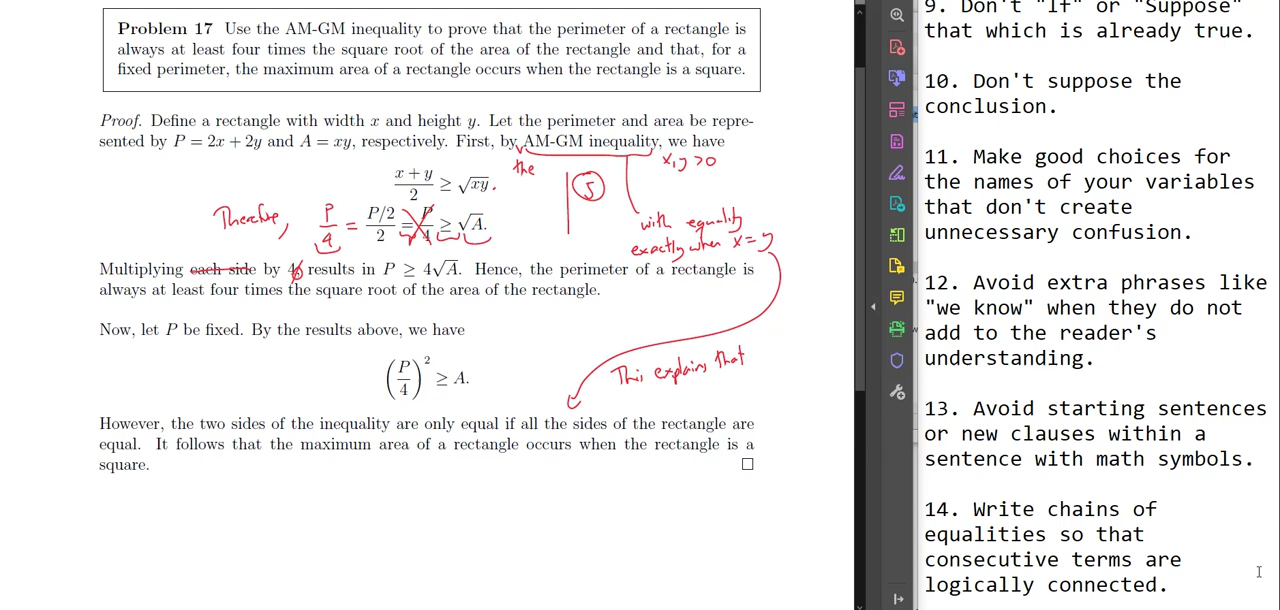 Problem 17 Use the AM-GM inequality to prove that the perimeter of a rectangle is
always at least four times the square root of the area of the rectangle and that, for a
fixed perimeter, the maximum area of a rectangle occurs when the rectangle is a square.
Proof. Define a rectangle with width x and height y. Let the perimeter and area be repre-
sented by P = 2x + 2y and A = xy, respectively. First, by AM-GM inequality, we have
the
x, y > 0
(x + y)/2 ≥ √xy.
5
Therefore, P/4 = (P/2)/2 = P/4 ≥ √A.
with equality
exactly when x = y
Multiplying each side by 4 results in P ≥ 4√A. Hence, the perimeter of a rectangle is
always at least four times the square root of the area of the rectangle.
Now, let P be fixed. By the results above, we have
(P/4)² ≥ A.
This explains that
However, the two sides of the inequality are only equal if all the sides of the rectangle are
equal. It follows that the maximum area of a rectangle occurs when the rectangle is a
square. □
9. Don't "If" or "Suppose"
that which is already true.
10. Don't suppose the
conclusion.
11. Make good choices for
the names of your variables
that don't create
unnecessary confusion.
12. Avoid extra phrases like
"we know" when they do not
add to the reader's
understanding.
13. Avoid starting sentences
or new clauses within a
sentence with math symbols.
14. Write chains of
equalities so that
consecutive terms are
logically connected.